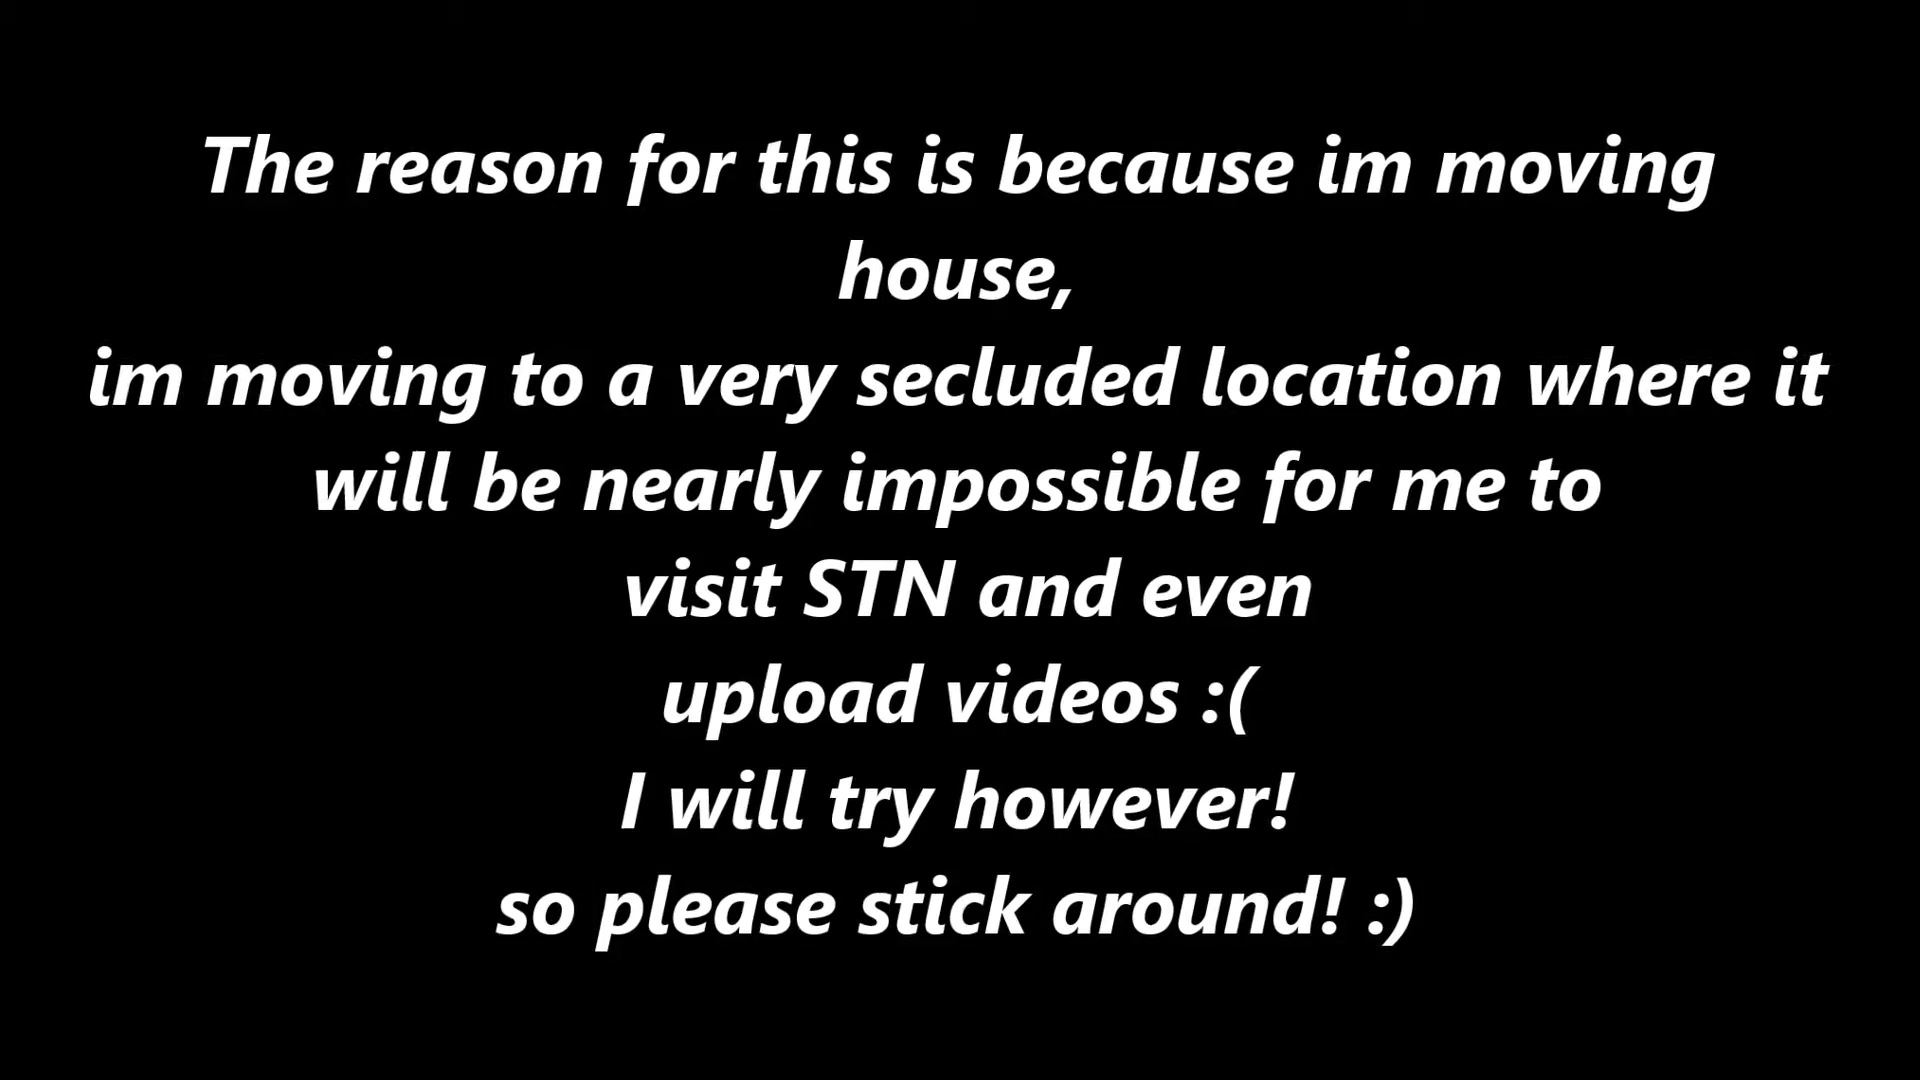 The reason for this is because im moving
house,
im moving to a very secluded location where it
will be nearly impossible for me to
visit STN and even
upload videos :(
I will try however!
so please stick around! :)